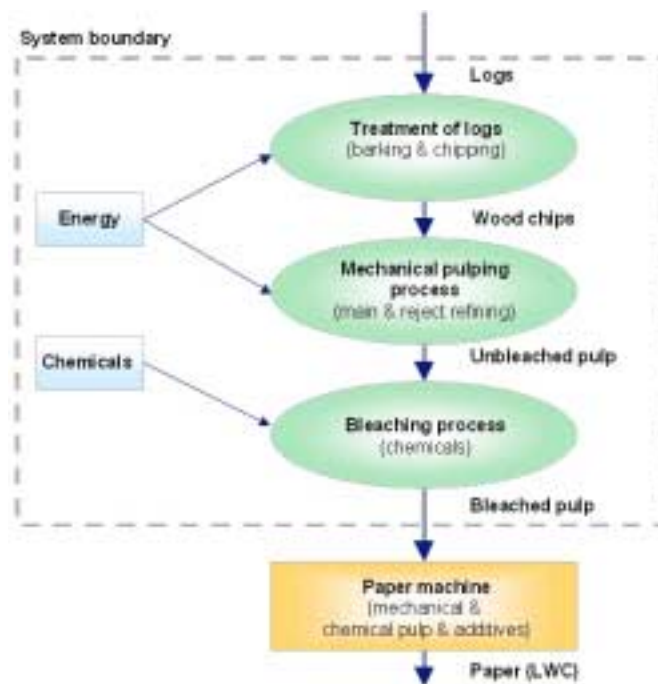 System boundary
Logs
Treatment of logs
(barking & chipping)
Energy
Wood chips
Mechanical pulping
process
(main & reject refining)
Unbleached pulp
Chemicals
Bleaching process
(chemicals)
Bleached pulp
Paper machine
(mechanical &
chemical pulp & additives)
Paper (LWC)